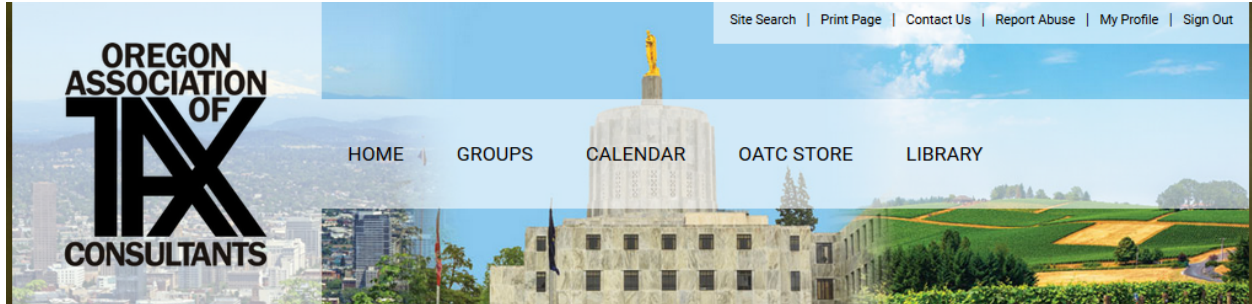 Site Search | Print Page | Contact Us | Report Abuse | My Profile | Sign Out
OREGON
ASSOCIATION
OF
TAX
CONSULTANTS
HOME GROUPS CALENDAR OATC STORE LIBRARY